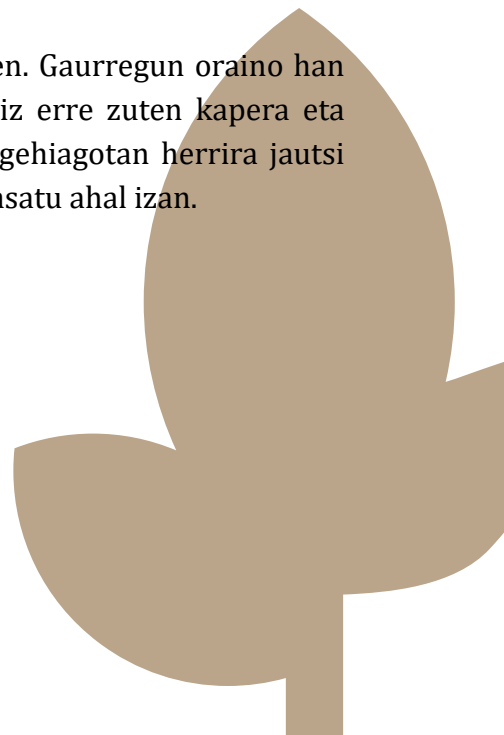 en. Gaurregun oraino han
iz erre zuten kapera eta
gehiagotan herrira jautsi
nsatu ahal izan.